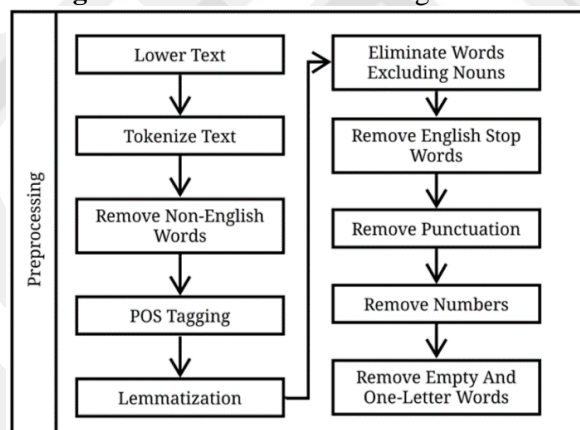 Preprocessing
Lower Text
Tokenize Text
Remove Non-English
Words
POS Tagging
Lemmatization
Eliminate Words
Excluding Nouns
Remove English Stop
Words
Remove Punctuation
Remove Numbers
Remove Empty And
One-Letter Words